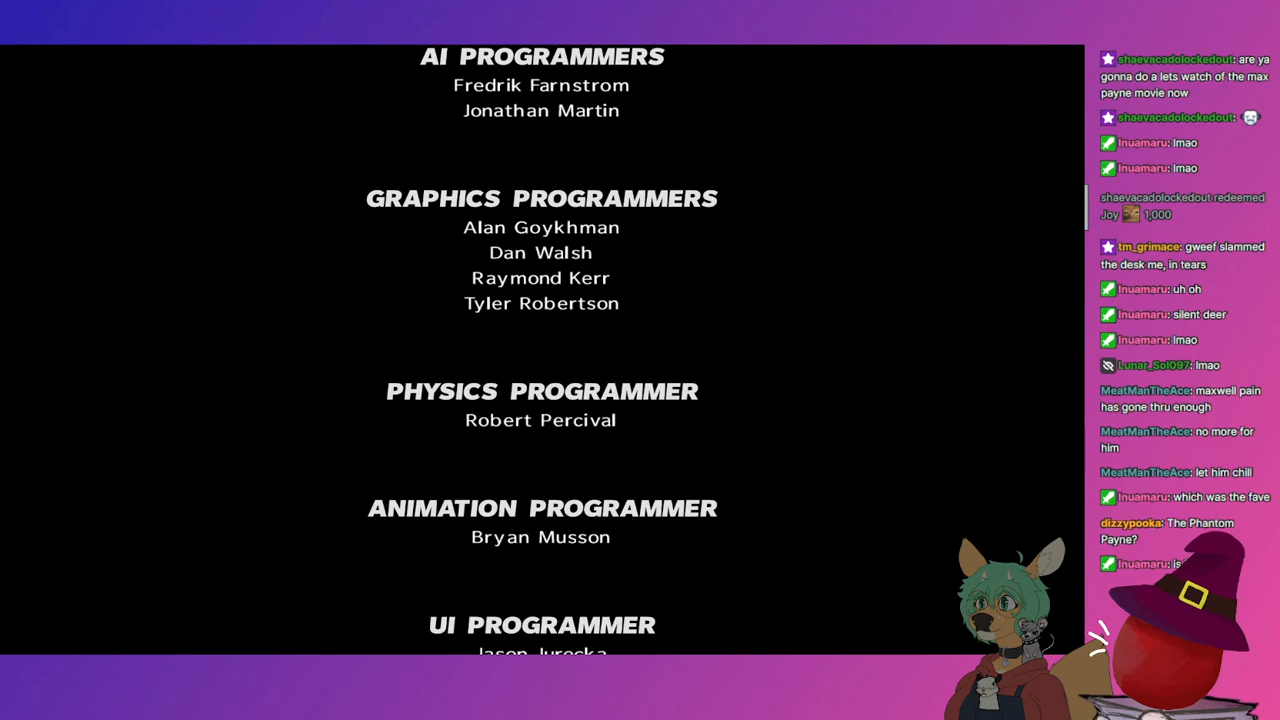 AI PROGRAMMERS
Fredrik Farnstrom
Jonathan Martin
GRAPHICS PROGRAMMERS
Alan Goykhman
Dan Walsh
Raymond Kerr
Tyler Robertson
PHYSICS PROGRAMMER
Robert Percival
ANIMATION PROGRAMMER
Bryan Musson
UI PROGRAMMER
Jason Jurecka
shaevacadolockedout: are ya
gonna do a lets watch of the max
payne movie now
shaevacadolockedout:
Inuamaru: lmao
Inuamaru: lmao
shaevacadolockedout redeemed
Joy 1,000
tm_grimace: gweef slammed
the desk me, in tears
Inuamaru: uh oh
Inuamaru: silent deer
Inuamaru: lmao
Lunar_Sol097: lmao
MeatManTheAce: maxwell pain
has gone thru enough
MeatManTheAce: no more for
him
MeatManTheAce: let him chill
Inuamaru: which was the fave
dizzypooka: The Phantom
Payne?
Inuamaru: is